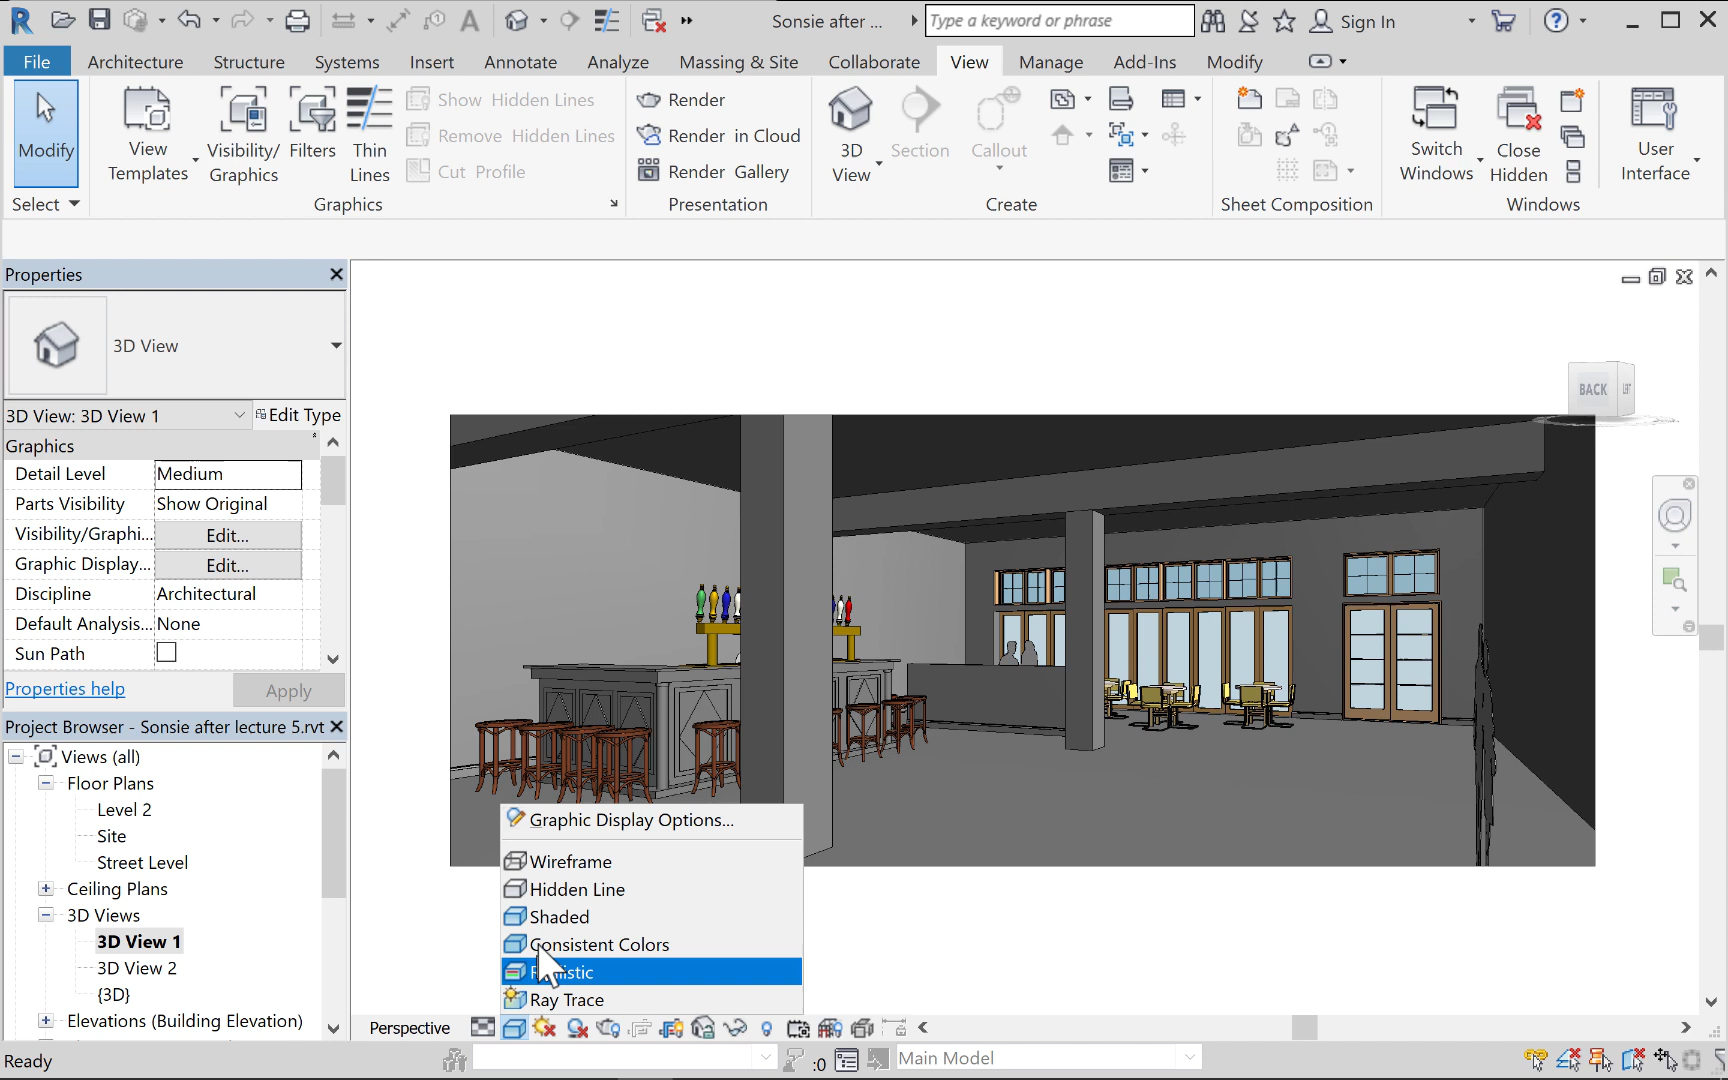 Sonsie after ...
Type a keyword or phrase
Sign In
File Architecture Structure Systems Insert Annotate Analyze Massing & Site Collaborate View Manage Add-Ins Modify
Modify
View Templates
Visibility/ Graphics
Filters
Thin Lines
Show Hidden Lines
Remove Hidden Lines
Cut Profile
Render
Render in Cloud
Render Gallery
3D View
Section
Callout
Switch Windows
Close Hidden
User Interface
Select Graphics Presentation Create Sheet Composition Windows
Properties
3D View
3D View: 3D View 1
Edit Type
Graphics
Detail Level Medium
Parts Visibility Show Original
Visibility/Graphi... Edit...
Graphic Display... Edit...
Discipline Architectural
Default Analysis... None
Sun Path
Properties help
Apply
Project Browser - Sonsie after lecture 5.rvt
Views (all)
Floor Plans
Level 2
Site
Street Level
Ceiling Plans
3D Views
3D View 1
3D View 2
{3D}
Elevations (Building Elevation)
BACK
Graphic Display Options...
Wireframe
Hidden Line
Shaded
Consistent Colors
Ray Trace
Perspective
Ready
:0
Main Model